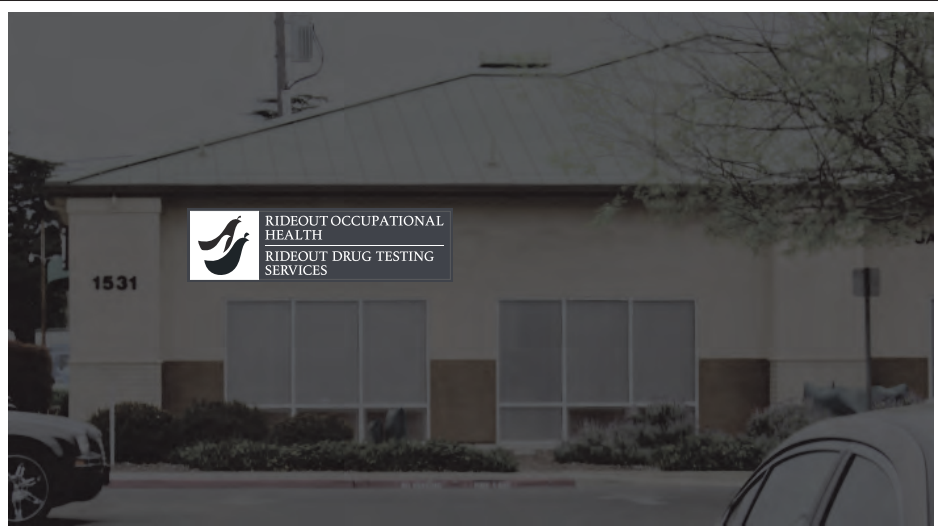 RIDEOUT OCCUPATIONAL
HEALTH
RIDEOUT DRUG TESTING
SERVICES
1531